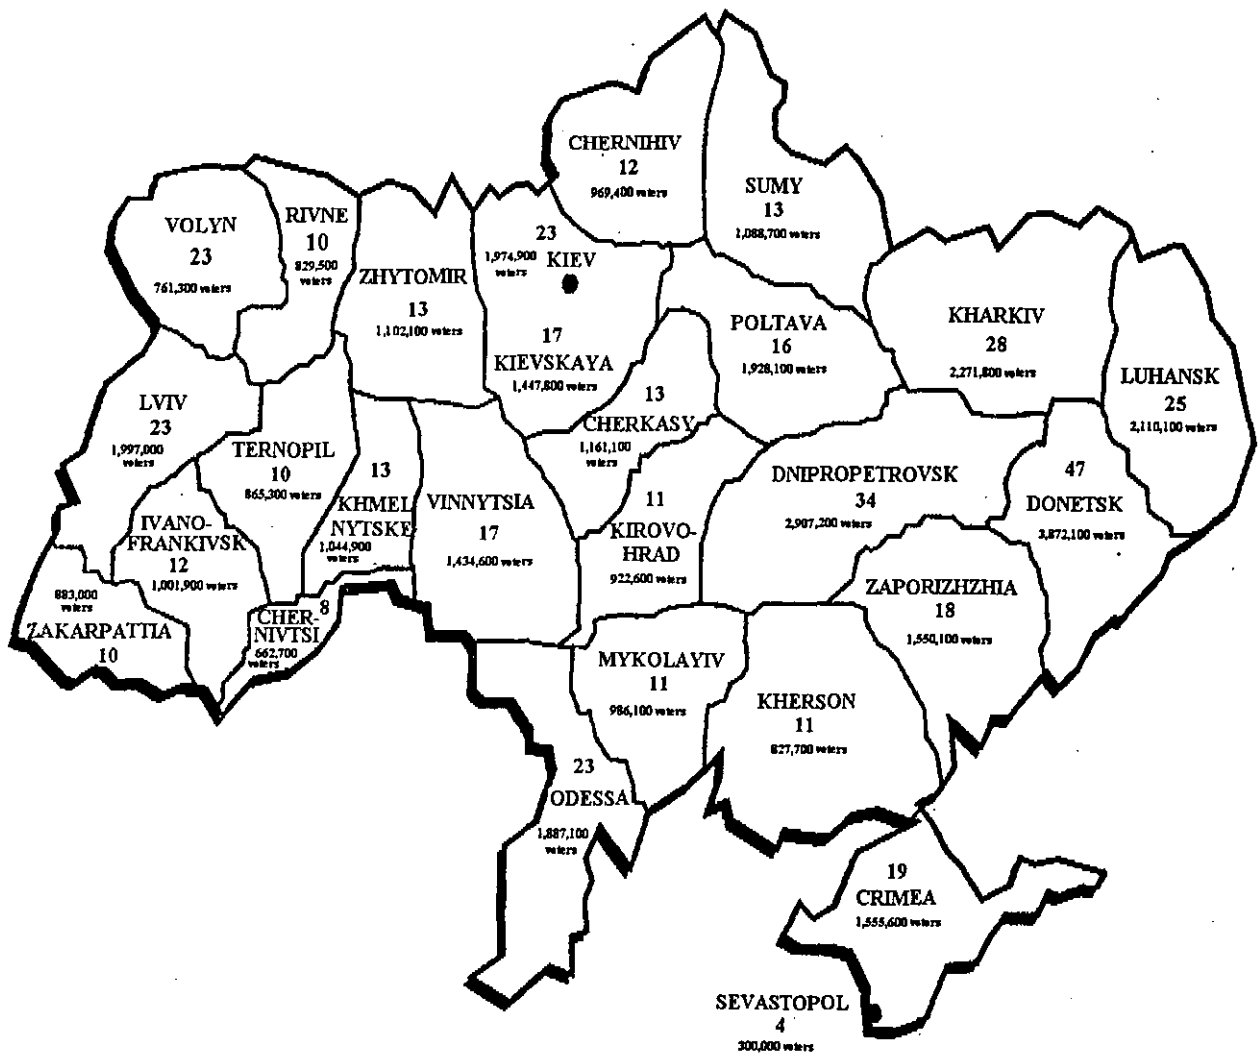 CHERNIHIV
12
969,400 voters
SUMY
13
1,088,700 voters
VOLYN
23
761,300 voters
RIVNE
10
829,500
voters
ZHYTOMIR
13
1,102,100 voters
23
1,974,900
voters
KIEV
17
KIEVSKAYA
1,447,800 voters
POLTAVA
16
1,928,100 voters
KHARKIV
28
2,271,800 voters
LUHANSK
25
2,110,100 voters
LVIV
23
1,997,000
voters
TERNOPIL
10
865,300 voters
13
KHMEL
NYTSKE
1,044,900
voters
VINNYTSIA
17
1,434,600 voters
13
CHERKASY
1,161,100
voters
11
KIROVO-
HRAD
922,600 voters
DNIPROPETROVSK
34
2,907,200 voters
47
DONETSK
3,872,100 voters
IVANO-
FRANKIVSK
12
1,001,900 voters
883,000
voters
ZAKARPATTIA
10
8
CHER-
NIVTSI
662,700
voters
ZAPORIZHZHIA
18
1,550,100 voters
MYKOLAYIV
11
986,100 voters
KHERSON
11
827,700 voters
23
ODESSA
1,887,100
voters
19
CRIMEA
1,555,600 voters
SEVASTOPOL
4
300,000 voters